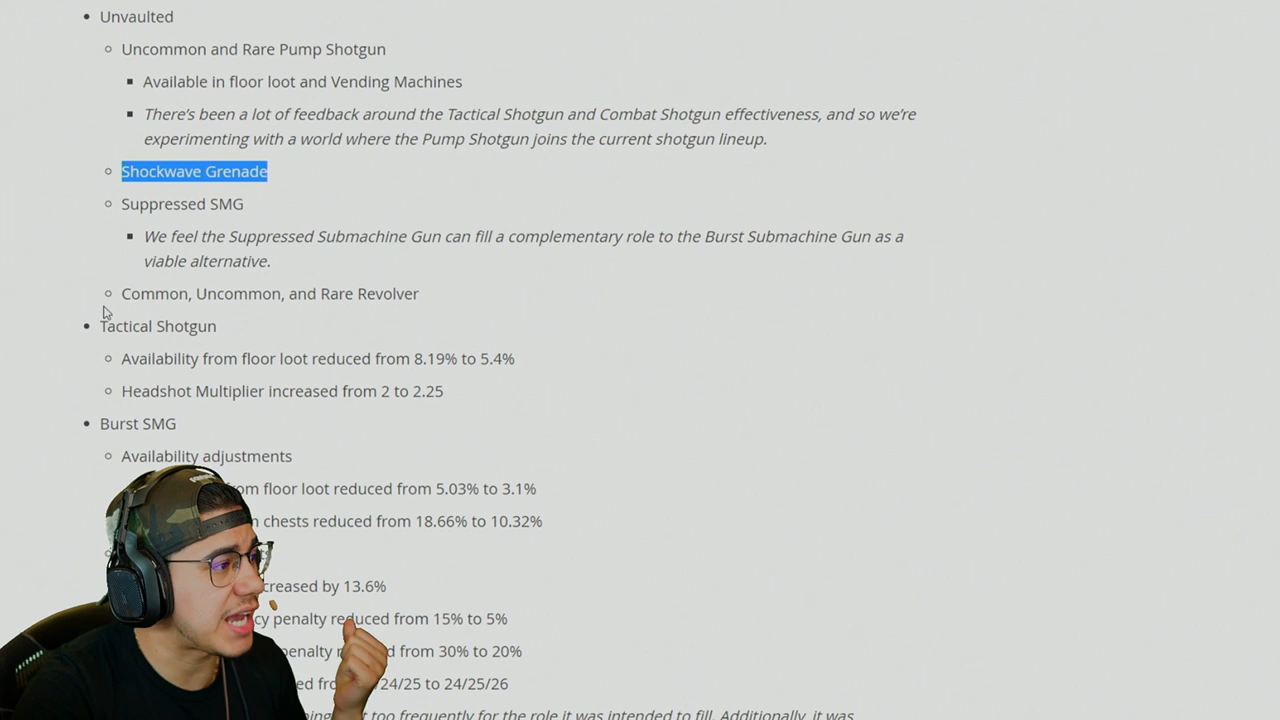 Unvaulted
Uncommon and Rare Pump Shotgun
Available in floor loot and Vending Machines
There's been a lot of feedback around the Tactical Shotgun and Combat Shotgun effectiveness, and so we're
experimenting with a world where the Pump Shotgun joins the current shotgun lineup.
Shockwave Grenade
Suppressed SMG
We feel the Suppressed Submachine Gun can fill a complementary role to the Burst Submachine Gun as a
viable alternative.
Common, Uncommon, and Rare Revolver
Tactical Shotgun
Availability from floor loot reduced from 8.19% to 5.4%
Headshot Multiplier increased from 2 to 2.25
Burst SMG
Availability adjustments
from floor loot reduced from 5.03% to 3.1%
chests reduced from 18.66% to 10.32%
creased by 13.6%
cy penalty reduced from 15% to 5%
penalty from 30% to 20%
/24/25 to 24/25/26
too frequently for the role it was intended to fill. Additionally, it was